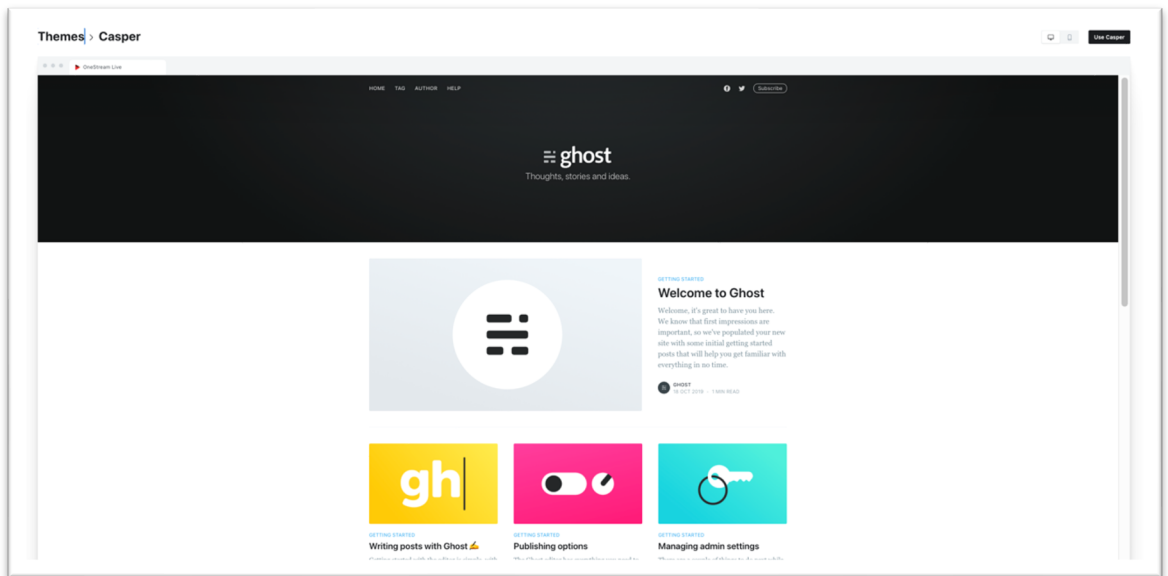 Themes › Casper
Use Casper
OneStream Live
HOME TAG AUTHOR HELP
Subscribe
ghost
Thoughts, stories and ideas.
GETTING STARTED
Welcome to Ghost
Welcome, it's great to have you here.
We know that first impressions are
important, so we've populated your new
site with some initial getting started
posts that will help you get familiar with
everything in no time.
GHOST
18 OCT 2019 1 MIN READ
gh
GETTING STARTED
Writing posts with Ghost ✍️
GETTING STARTED
Publishing options
GETTING STARTED
Managing admin settings